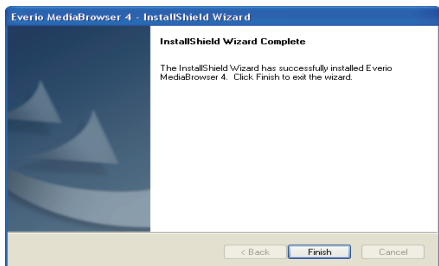 Everio MediaBrowser 4 - InstallShield Wizard
InstallShield Wizard Complete
The InstallShield Wizard has successfully installed Everio
MediaBrowser 4. Click Finish to exit the wizard.
< Back Finish Cancel